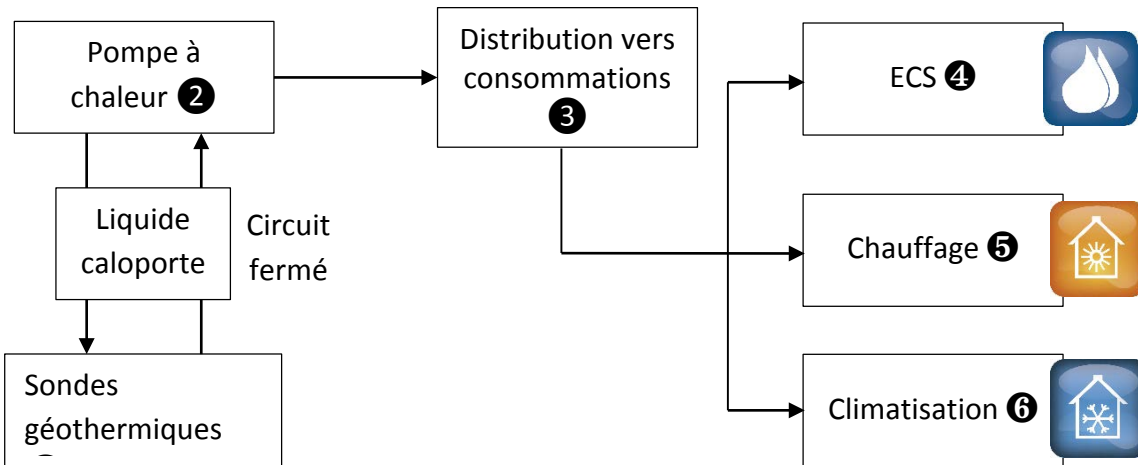 Pompe à
chaleur ❷
Distribution vers
consommations
❸
ECS ❹
Liquide
caloporte
Circuit
fermé
Chauffage ❺
Sondes
géothermiques
Climatisation ❻